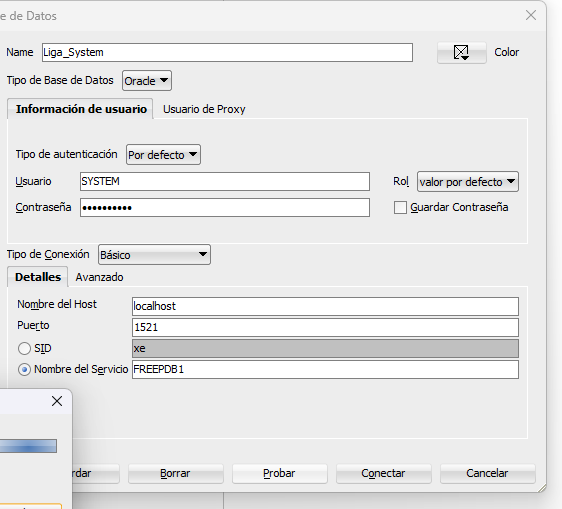 e de Datos
Name Liga_System Color
Tipo de Base de Datos Oracle
Información de usuario Usuario de Proxy
Tipo de autenticación Por defecto
Usuario SYSTEM Rol valor por defecto
Contraseña •••••••••• Guardar Contraseña
Tipo de Conexión Básico
Detalles Avanzado
Nombre del Host localhost
Puerto 1521
SID xe
Nombre del Servicio FREEPDB1
rdar Borrar Probar Conectar Cancelar